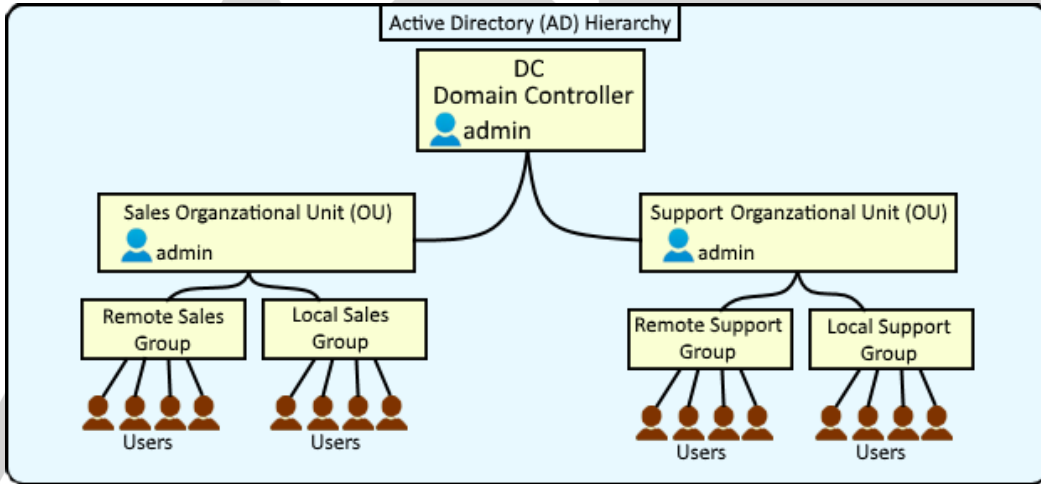 Active Directory (AD) Hierarchy
DC
Domain Controller
admin
Sales Organzational Unit (OU)
admin
Support Organzational Unit (OU)
admin
Remote Sales
Group
Local Sales
Group
Remote Support
Group
Local Support
Group
Users
Users
Users
Users